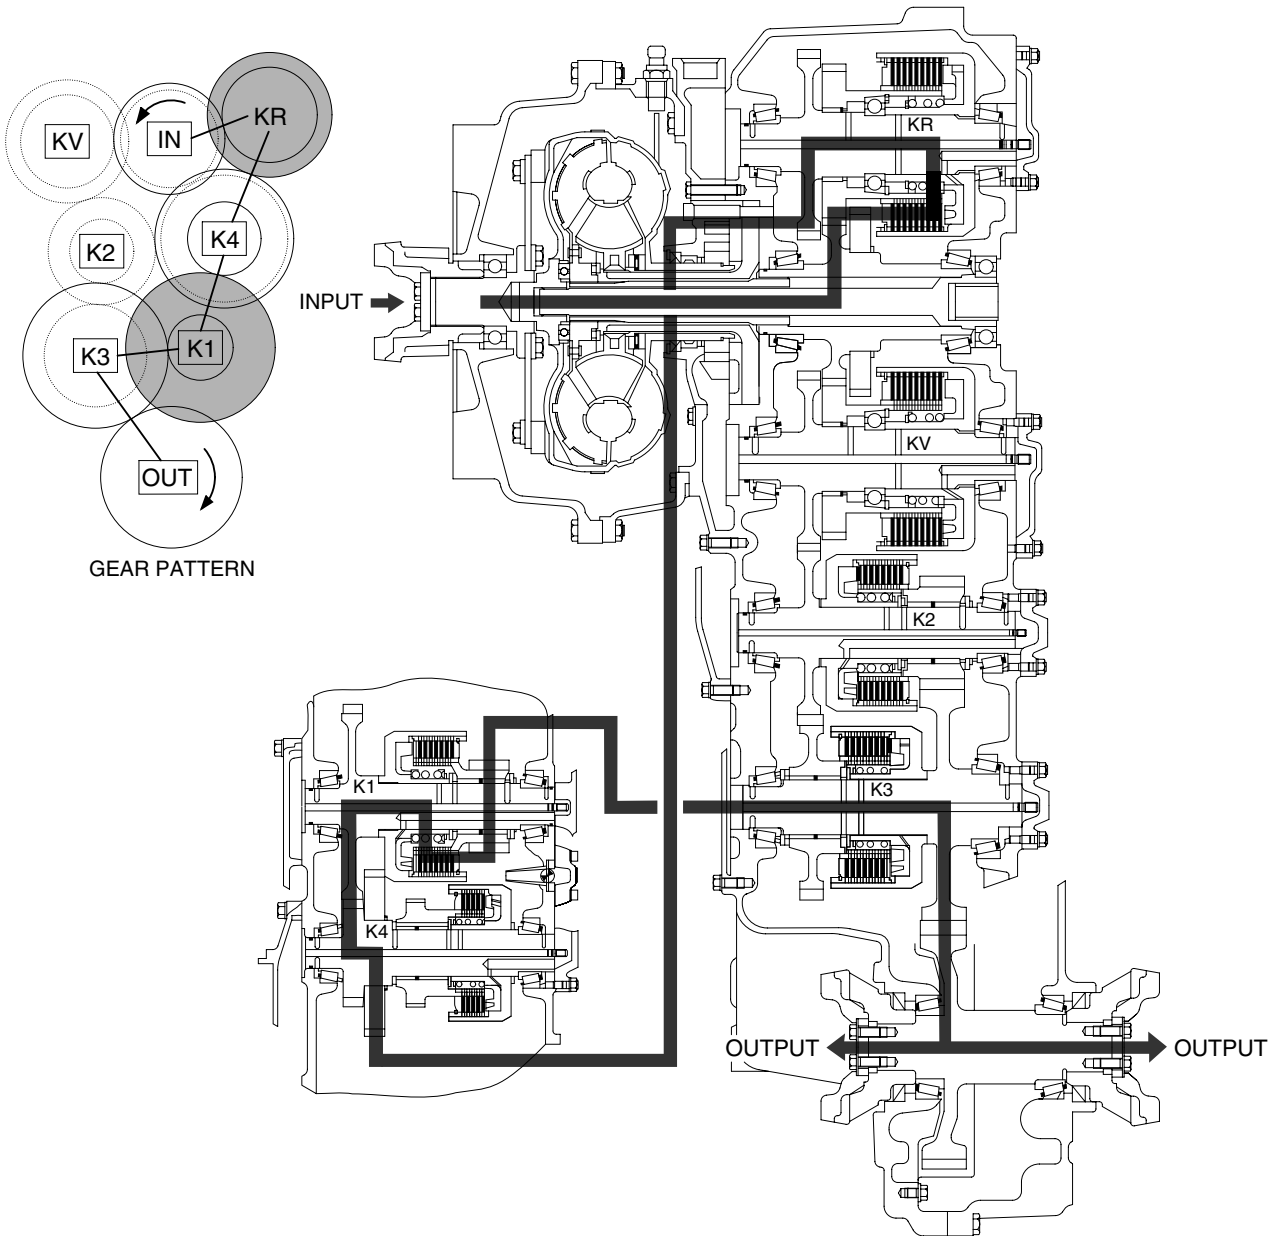 KV
IN
KR
K2
K4
K3
K1
OUT
GEAR PATTERN
INPUT
KR
KV
K2
K3
K1
K4
OUTPUT
OUTPUT